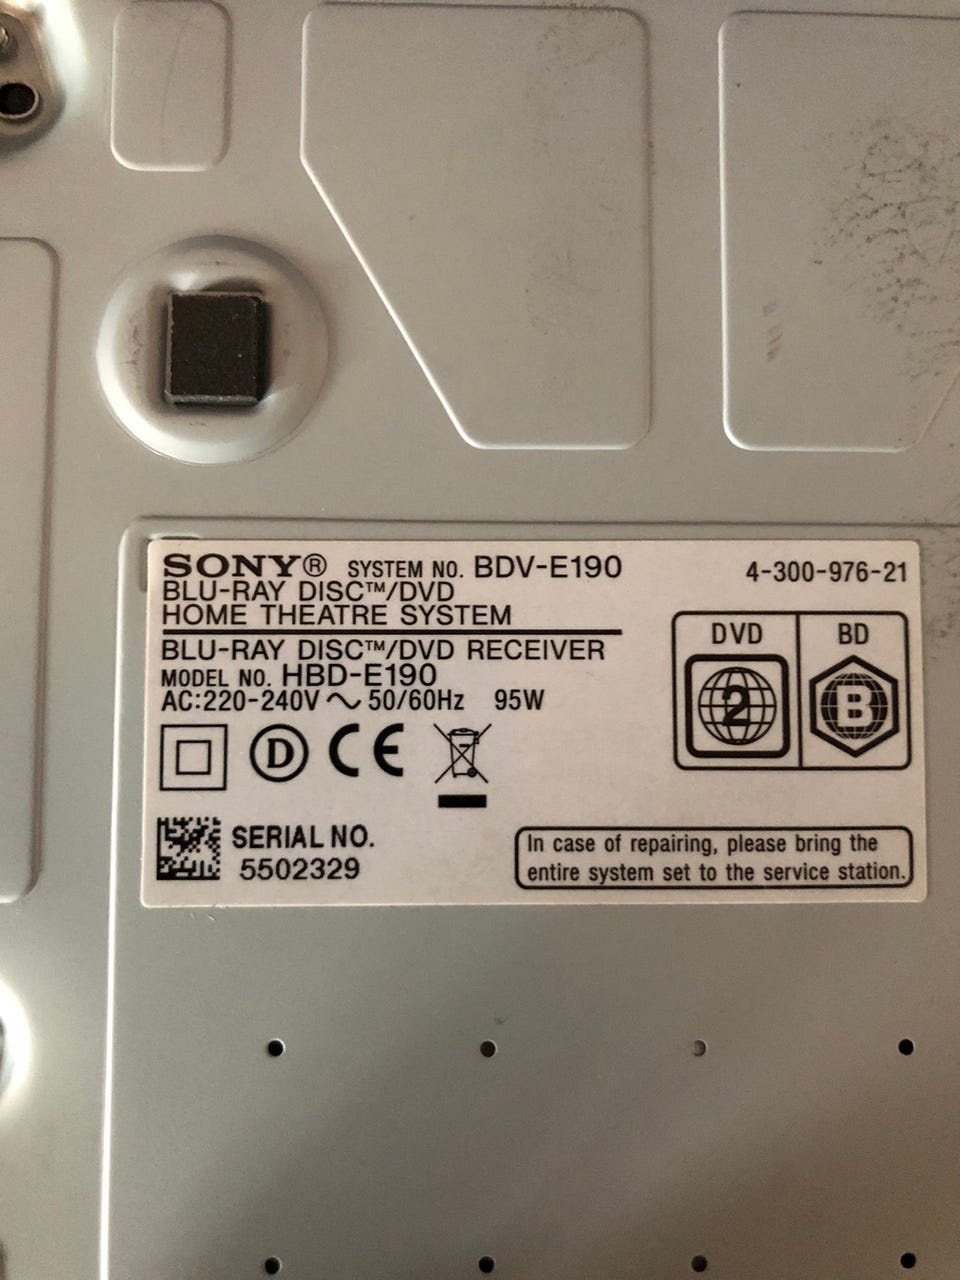 SONY® SYSTEM NO. BDV-E190
4-300-976-21
BLU-RAY DISC™/DVD
HOME THEATRE SYSTEM
BLU-RAY DISC™/DVD RECEIVER
MODEL NO. HBD-E190
AC:220-240V ～ 50/60Hz 95W
DVD BD
2 B
D CE
SERIAL NO.
5502329
In case of repairing, please bring the
entire system set to the service station.